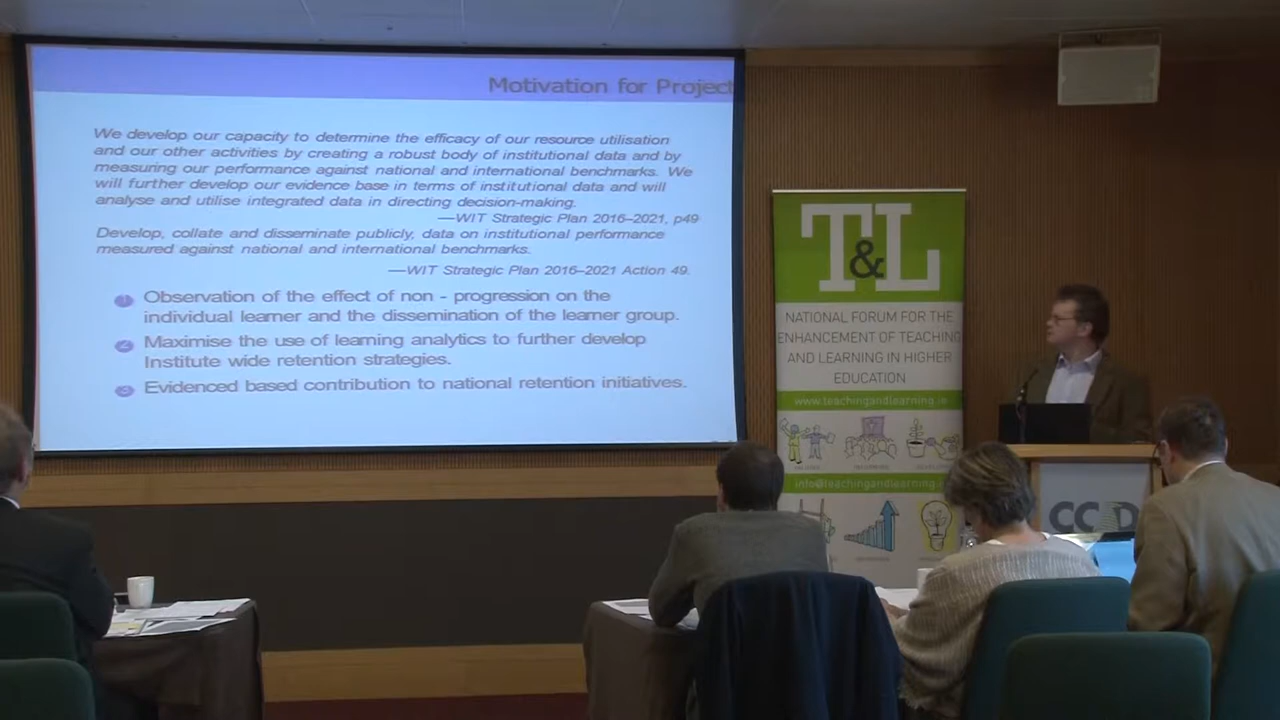 Motivation for Project
We develop our capacity to determine the efficacy of our resource utilisation
and our other activities by creating a robust body of institutional data and by
measuring our performance against national and international benchmarks. We
will further develop our evidence base in terms of institutional data and will
analyse and utilise integrated data in directing decision-making.
—WIT Strategic Plan 2016–2021, p49
Develop, collate and disseminate publicly, data on institutional performance
measured against national and international benchmarks.
—WIT Strategic Plan 2016–2021 Action 49.
1 Observation of the effect of non - progression on the
individual learner and the dissemination of the learner group.
2 Maximise the use of learning analytics to further develop
Institute wide retention strategies.
3 Evidenced based contribution to national retention initiatives.
T&L
NATIONAL FORUM FOR THE
ENHANCEMENT OF TEACHING
AND LEARNING IN HIGHER
EDUCATION
www.teachingandlearning.ie
info@teachingandlearning.